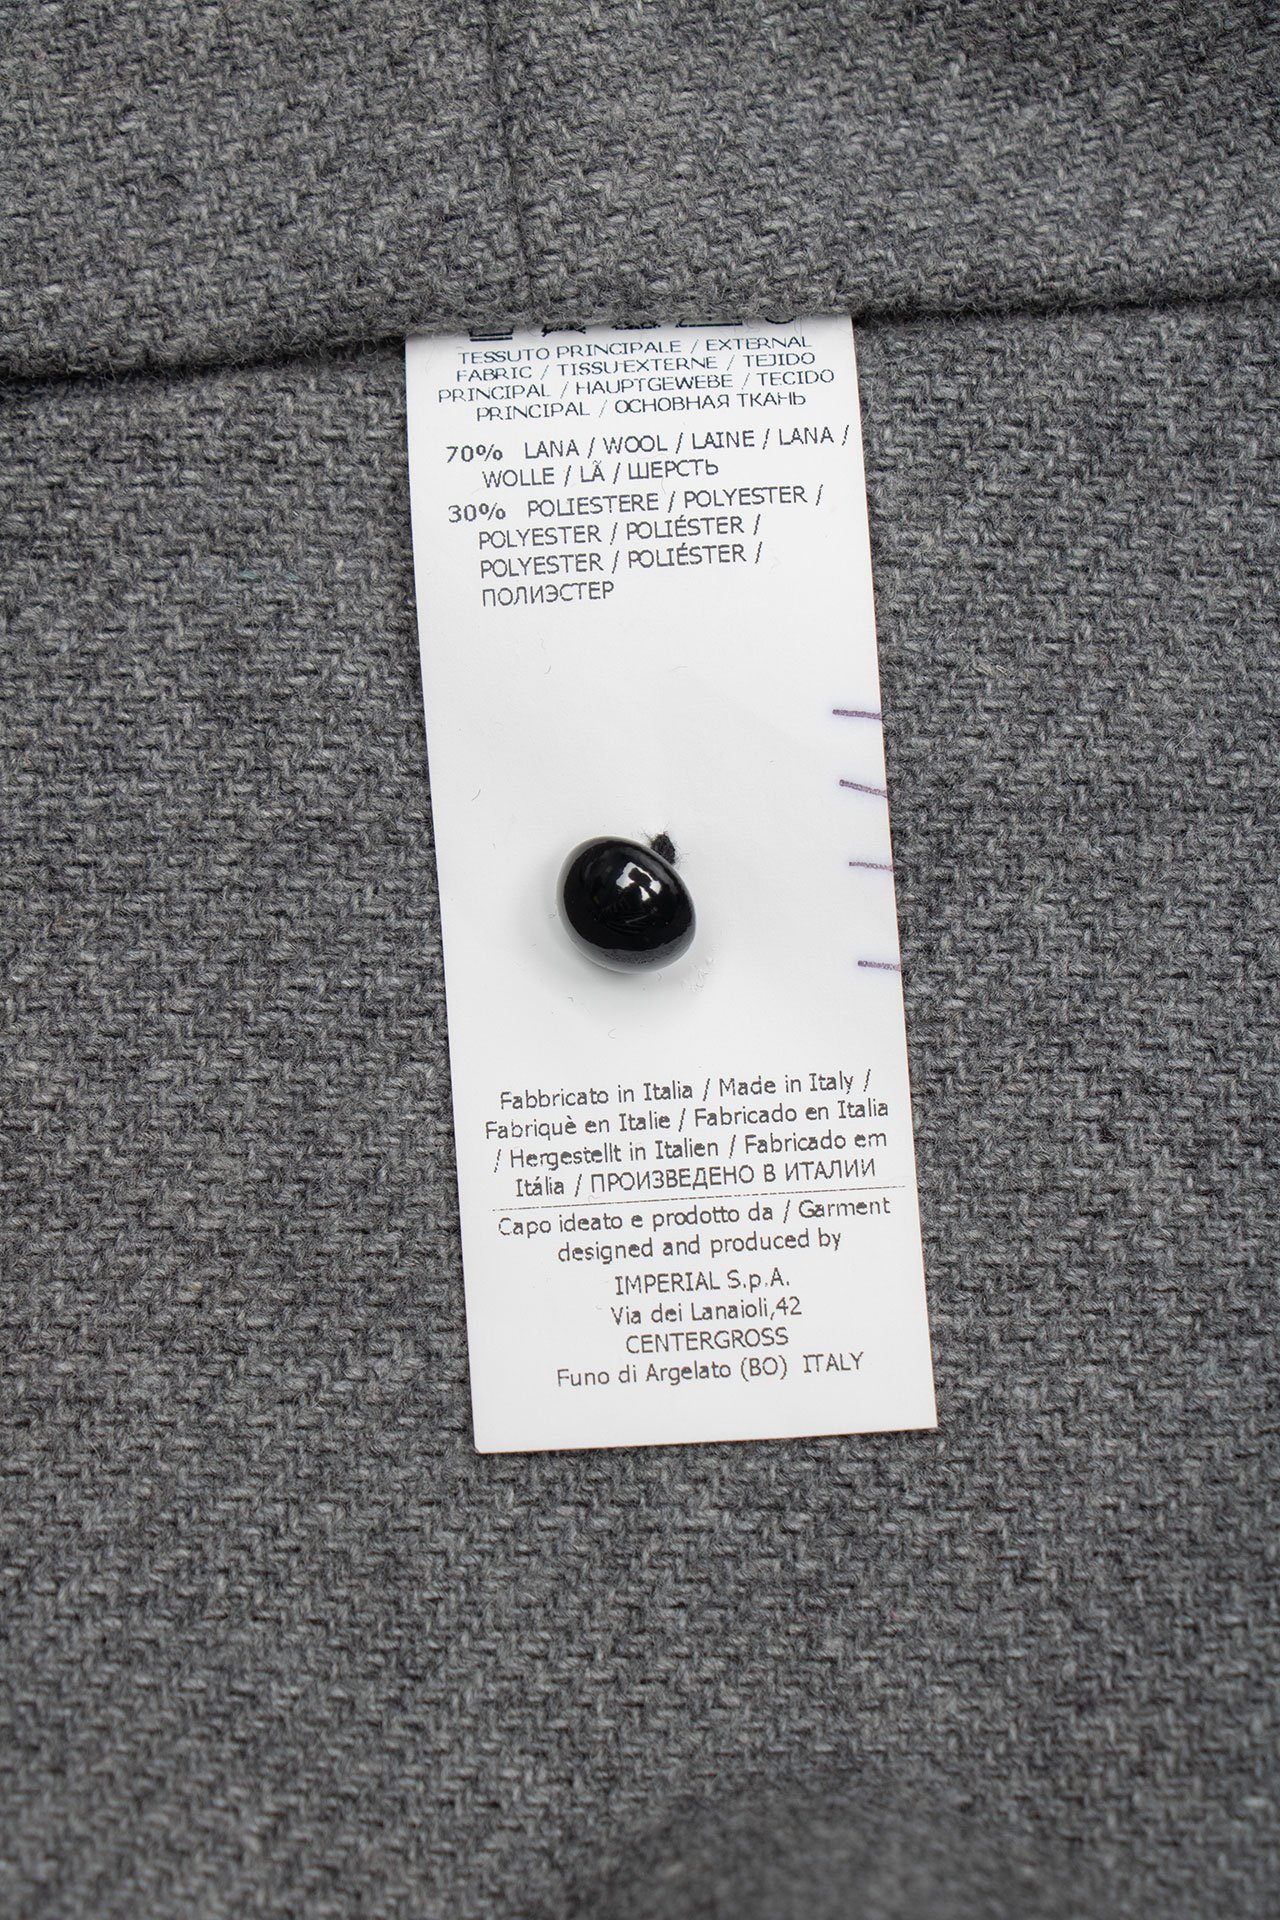 TESSUTO PRINCIPALE / EXTERNAL
FABRIC / TISSU EXTERNE / TEJIDO
PRINCIPAL / HAUPTGEWEBE / TECIDO
PRINCIPAL / ОСНОВНАЯ ТКАНЬ
70% LANA / WOOL / LAINE / LANA /
WOLLE / LÃ / ШЕРСТЬ
30% POLIESTERE / POLYESTER /
POLYESTER / POLIÉSTER /
POLYESTER / POLIÉSTER /
ПОЛИЭСТЕР
Fabbricato in Italia / Made in Italy /
Fabriquè en Italie / Fabricado en Italia
/ Hergestellt in Italien / Fabricado em
Itália / ПРОИЗВЕДЕНО В ИТАЛИИ
Capo ideato e prodotto da / Garment
designed and produced by
IMPERIAL S.p.A.
Via dei Lanaioli,42
CENTERGROSS
Funo di Argelato (BO) ITALY